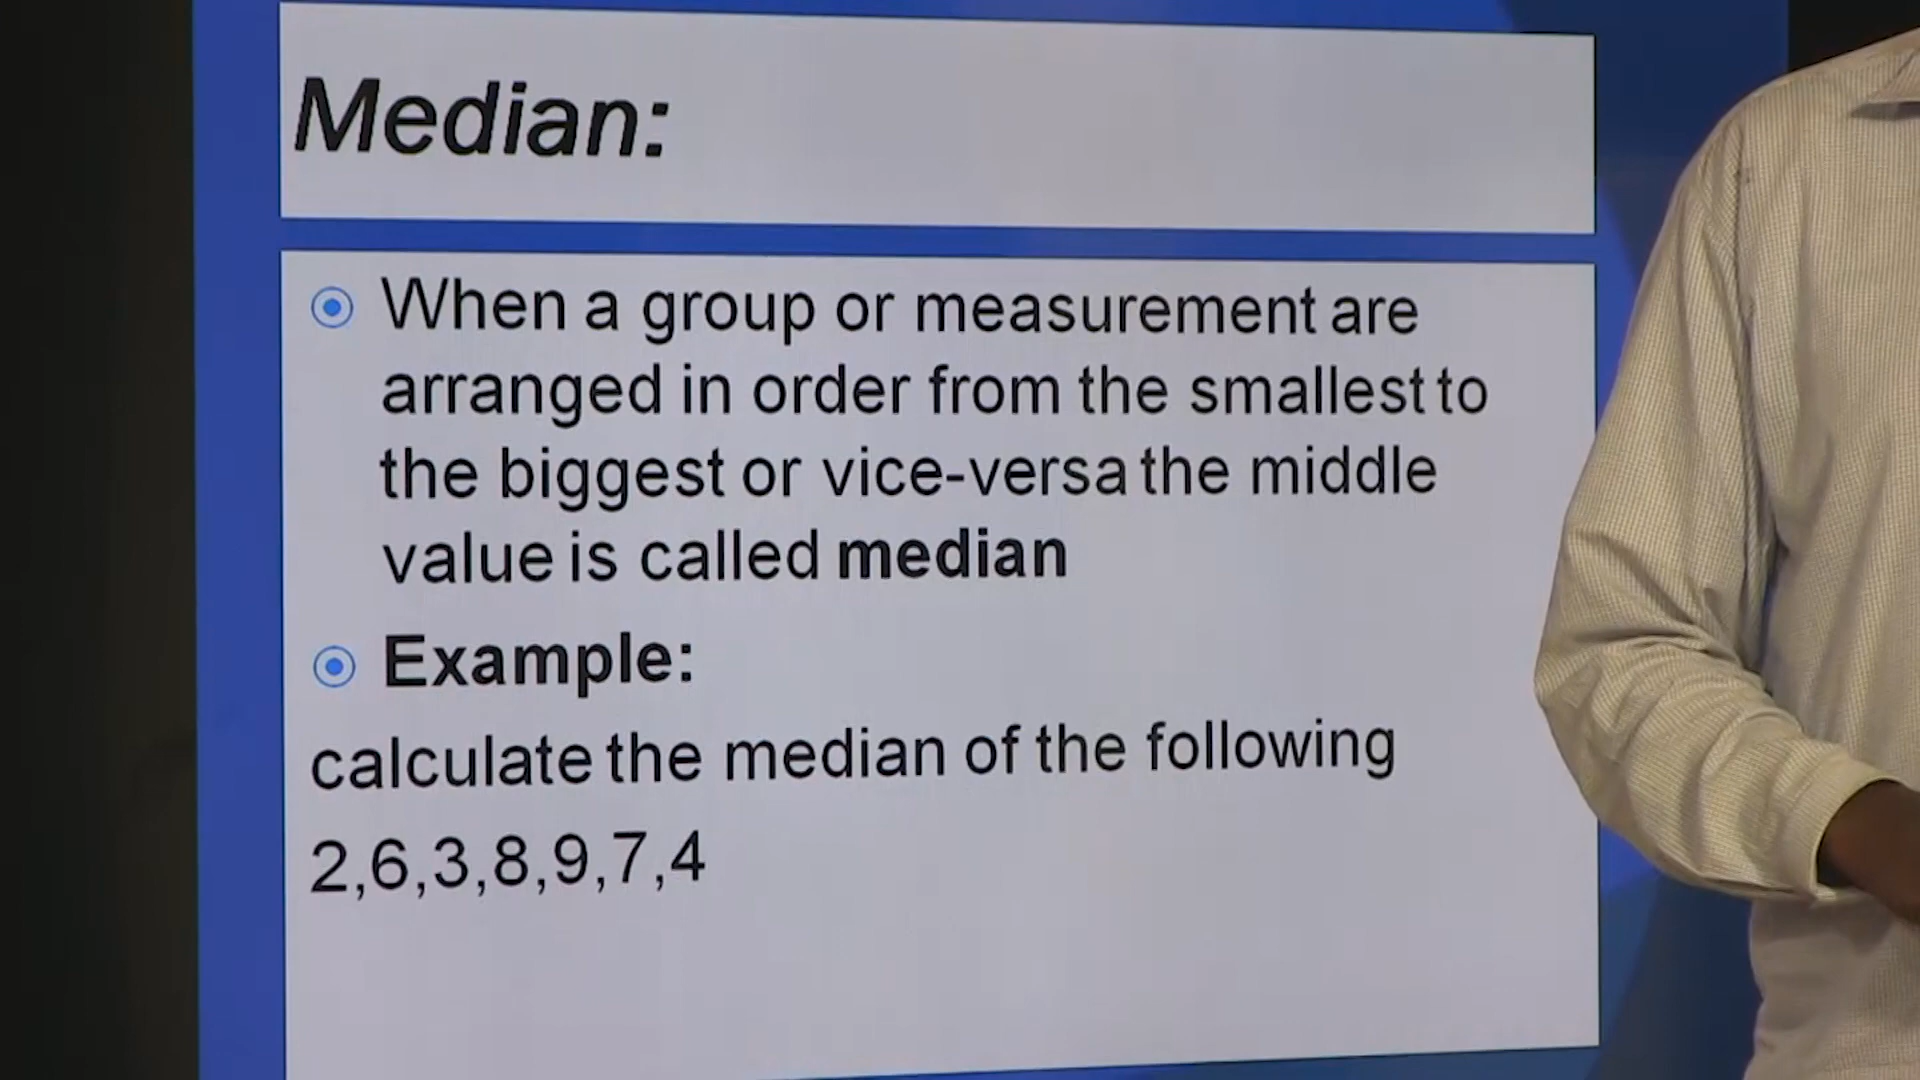 Median:
When a group or measurement are
arranged in order from the smallest to
the biggest or vice-versa the middle
value is called median
Example:
calculate the median of the following
2,6,3,8,9,7,4